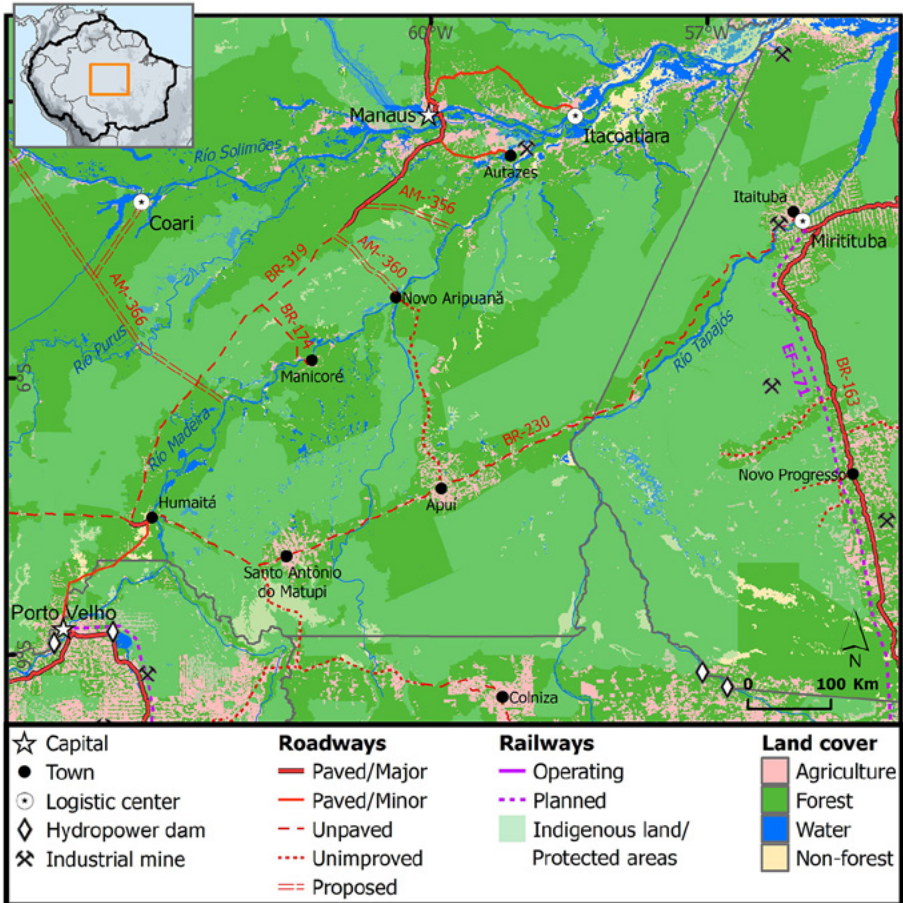 60°W
57°W
Manaus
Itacoatiara
Autazes
Río Solimões
Coari
AM-356
Itaituba
Miritituba
BR-319
AM-360
AM-366
Novo Aripuanã
BR-174
Río Purus
Río Tapajós
Manicoré
EF-171
BR-163
6°S
Río Madeira
BR-230
Novo Progresso
Apuí
Humaitá
Santo Antônio
do Matupi
Porto Velho
9°S
N
0 100 Km
Colniza
Capital
Town
Logistic center
Hydropower dam
Industrial mine
Roadways
Paved/Major
Paved/Minor
Unpaved
Unimproved
Proposed
Railways
Operating
Planned
Indigenous land/
Protected areas
Land cover
Agriculture
Forest
Water
Non-forest